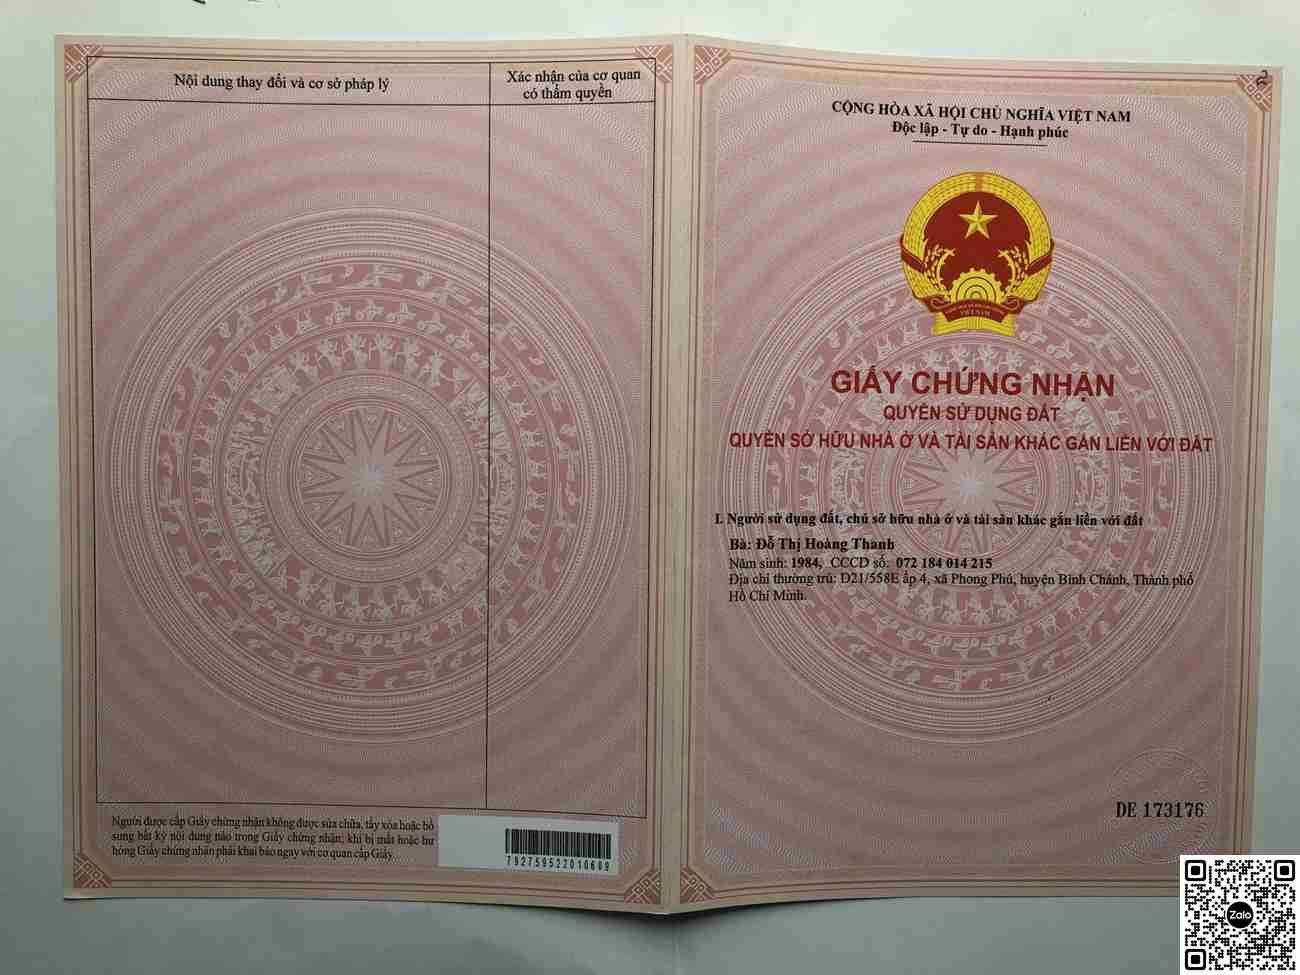 Nội dung thay đổi và cơ sở pháp lý
Xác nhận của cơ quan
có thẩm quyền
Người được cấp Giấy chứng nhận không được sửa chữa, tẩy xóa hoặc bổ
sung bất kỳ nội dung nào trong Giấy chứng nhận; khi bị mất hoặc hư
hỏng Giấy chứng nhận phải khai báo ngay với cơ quan cấp Giấy.
792759522010609
CỘNG HÒA XÃ HỘI CHỦ NGHĨA VIỆT NAM
Độc lập - Tự do - Hạnh phúc
VIỆT NAM
GIẤY CHỨNG NHẬN
QUYỀN SỬ DỤNG ĐẤT
QUYỀN SỞ HỮU NHÀ Ở VÀ TÀI SẢN KHÁC GẮN LIỀN VỚI ĐẤT
I. Người sử dụng đất, chủ sở hữu nhà ở và tài sản khác gắn liền với đất
Bà: Đỗ Thị Hoàng Thanh
Năm sinh: 1984, CCCD số: 072 184 014 215
Địa chỉ thường trú: D21/558E ấp 4, xã Phong Phú, huyện Bình Chánh, Thành phố
Hồ Chí Minh.
DE 173176
Zalo